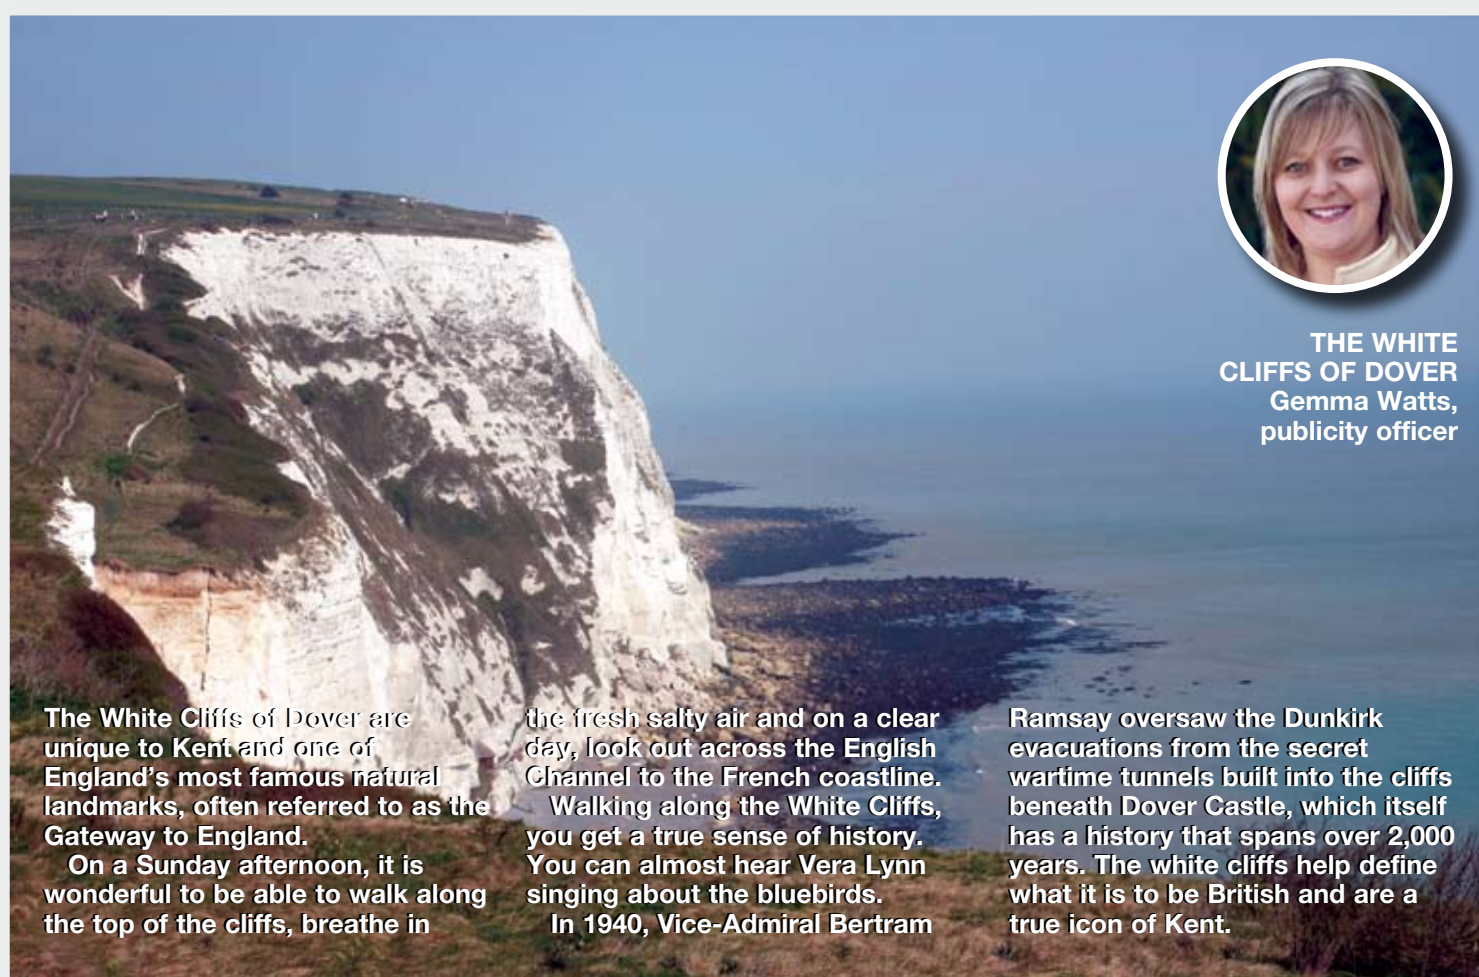 THE WHITE
CLIFFS OF DOVER
Gemma Watts,
publicity officer
The White Cliffs of Dover are
unique to Kent and one of
England's most famous natural
landmarks, often referred to as the
Gateway to England.
On a Sunday afternoon, it is
wonderful to be able to walk along
the top of the cliffs, breathe in
the fresh salty air and on a clear
day, look out across the English
Channel to the French coastline.
Walking along the White Cliffs,
you get a true sense of history.
You can almost hear Vera Lynn
singing about the bluebirds.
In 1940, Vice-Admiral Bertram
Ramsay oversaw the Dunkirk
evacuations from the secret
wartime tunnels built into the cliffs
beneath Dover Castle, which itself
has a history that spans over 2,000
years. The white cliffs help define
what it is to be British and are a
true icon of Kent.